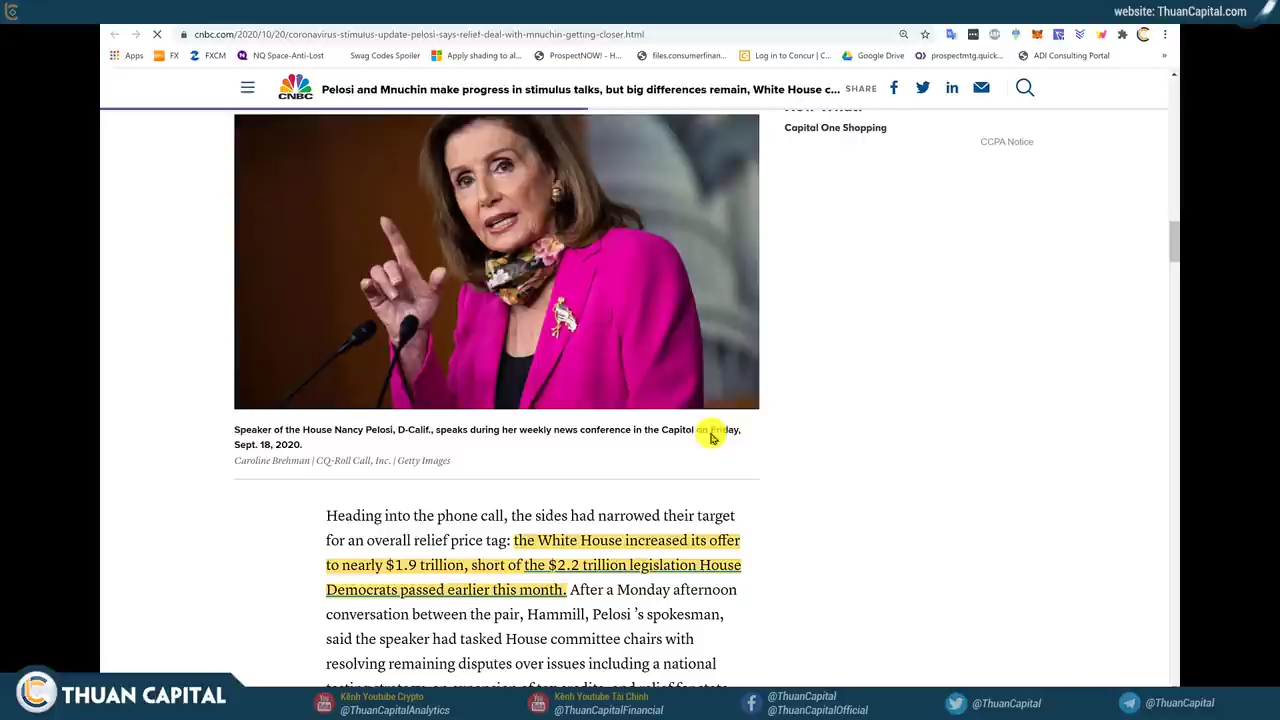 website: ThuanCapital.com
cnbc.com/2020/10/20/coronavirus-stimulus-update-pelosi-says-relief-deal-with-mnuchin-getting-closer.html
Apps FX FXCM NQ Space-Anti-Lost Swag Codes Spoiler Apply shading to al... ProspectNOW! - H... files.consumerfinan... Log in to Concur | C... Google Drive prospectmtg.quick... ADI Consulting Portal »
CNBC
Pelosi and Mnuchin make progress in stimulus talks, but big differences remain, White House c... SHARE
Capital One Shopping
CCPA Notice
Speaker of the House Nancy Pelosi, D-Calif., speaks during her weekly news conference in the Capitol on Friday,
Sept. 18, 2020.
Caroline Brehman | CQ-Roll Call, Inc. | Getty Images
Heading into the phone call, the sides had narrowed their target
for an overall relief price tag: the White House increased its offer
to nearly $1.9 trillion, short of the $2.2 trillion legislation House
Democrats passed earlier this month. After a Monday afternoon
conversation between the pair, Hammill, Pelosi 's spokesman,
said the speaker had tasked House committee chairs with
resolving remaining disputes over issues including a national
THUAN CAPITAL
Kênh Youtube Crypto
@ThuanCapitalAnalytics
Kênh Youtube Tài Chính
@ThuanCapitalFinancial
@ThuanCapital
@ThuanCapitalOfficial
@ThuanCapital
@ThuanCapital